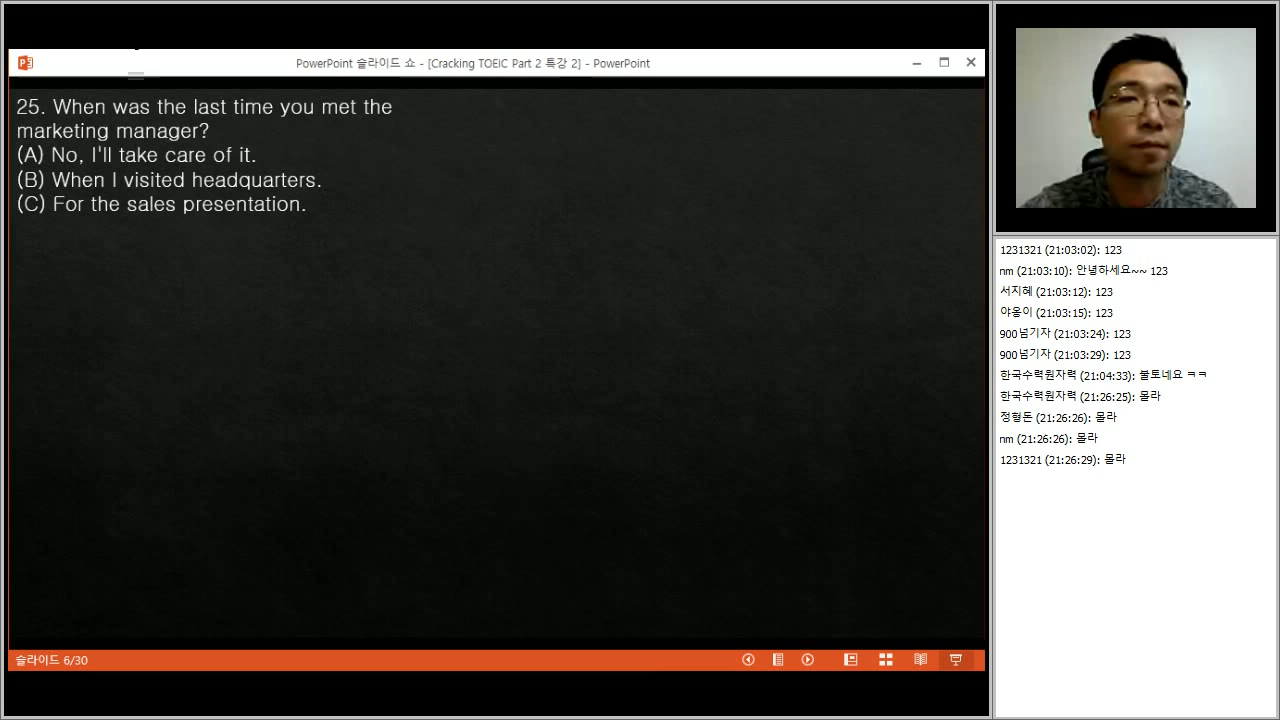 PowerPoint 슬라이드 쇼 - [Cracking TOEIC Part 2 특강 2] - PowerPoint
25. When was the last time you met the
marketing manager?
(A) No, I'll take care of it.
(B) When I visited headquarters.
(C) For the sales presentation.
슬라이드 6/30
1231321 (21:03:02): 123
nm (21:03:10): 안녕하세요~~ 123
서지혜 (21:03:12): 123
야옹이 (21:03:15): 123
900넘기자 (21:03:24): 123
900넘기자 (21:03:29): 123
한국수력원자력 (21:04:33): 불토네요 ㅋㅋ
한국수력원자력 (21:26:25): 몰라
정형돈 (21:26:26): 몰라
nm (21:26:26): 몰라
1231321 (21:26:29): 몰라